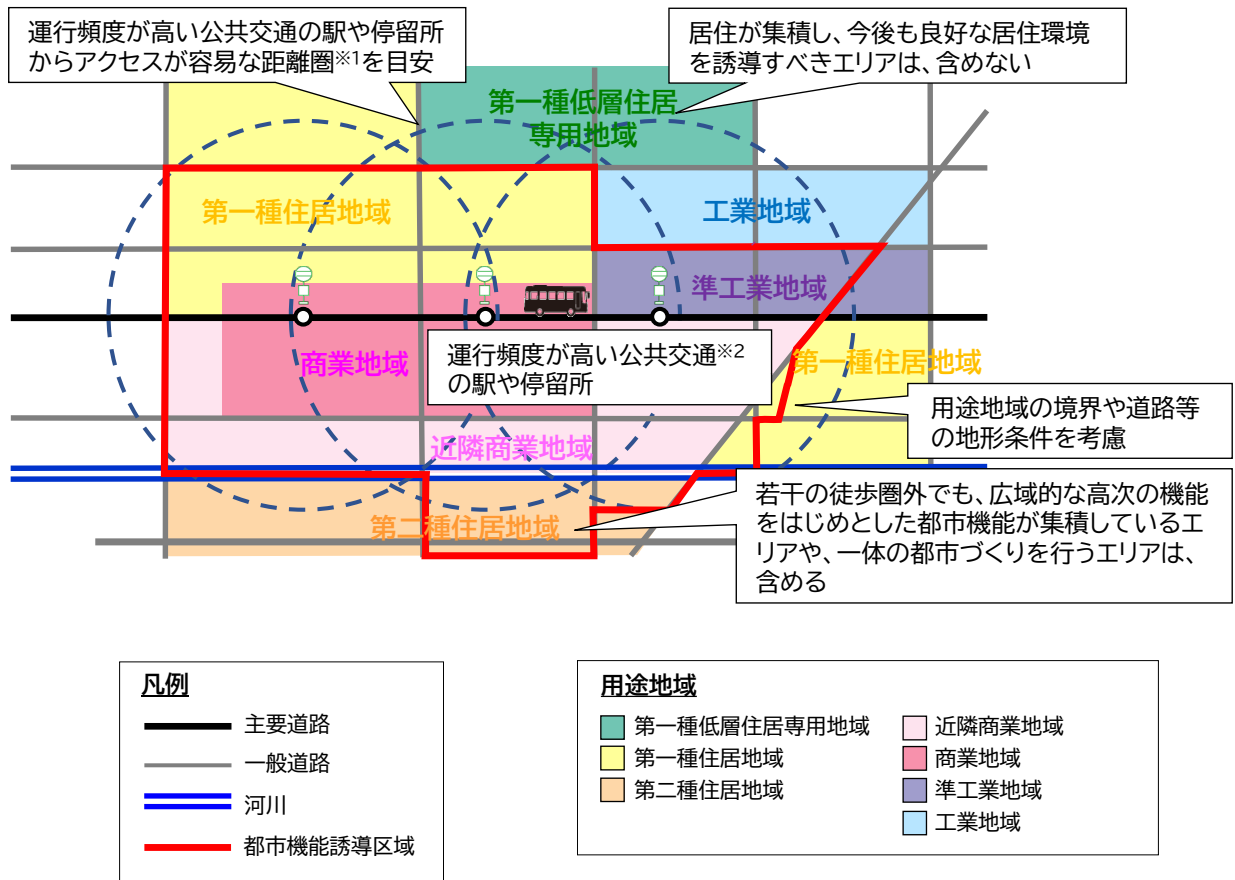 運行頻度が高い公共交通の駅や停留所
からアクセスが容易な距離圏※1を目安
居住が集積し、今後も良好な居住環境
を誘導すべきエリアは、含めない
第一種低層住居
専用地域
第一種住居地域
工業地域
準工業地域
商業地域
運行頻度が高い公共交通※2
の駅や停留所
第一種住居地域
用途地域の境界や道路等
の地形条件を考慮
近隣商業地域
若干の徒歩圏外でも、広域的な高次の機能
をはじめとした都市機能が集積しているエ
リアや、一体の都市づくりを行うエリアは、
含める
第二種住居地域
凡例
主要道路
一般道路
河川
都市機能誘導区域
用途地域
第一種低層住居専用地域
第一種住居地域
第二種住居地域
近隣商業地域
商業地域
準工業地域
工業地域